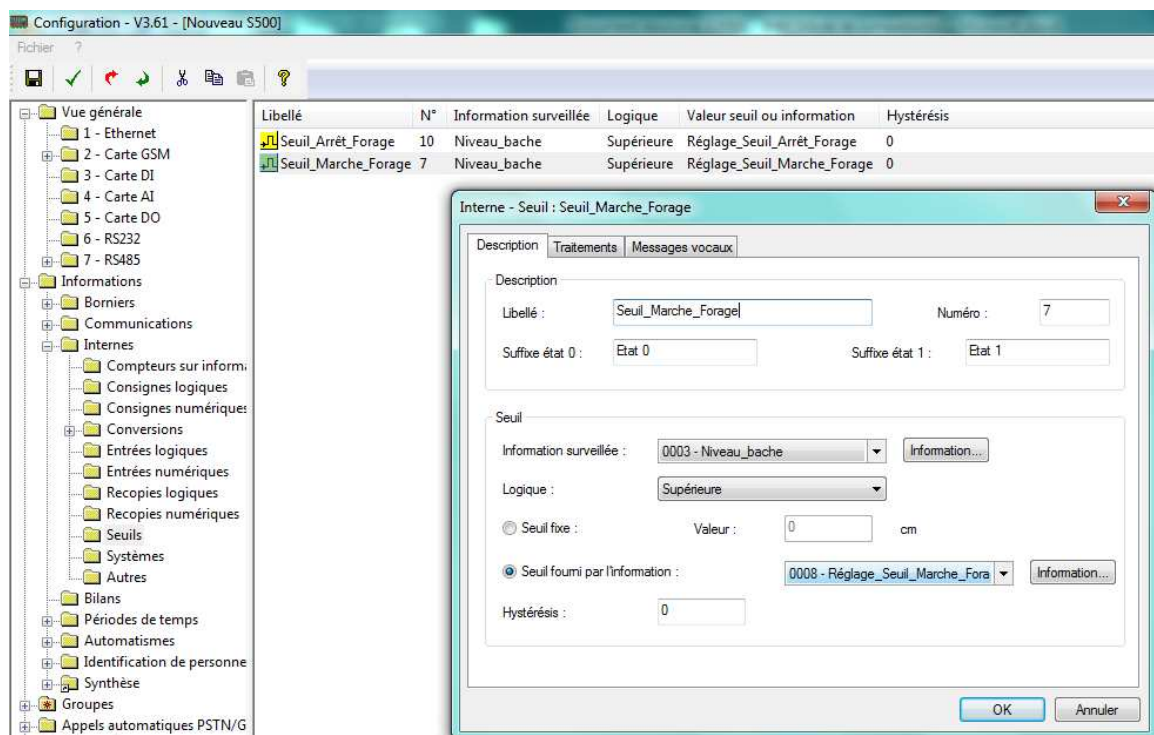 Configuration - V3.61 - [Nouveau S500]
Fichier ?
Vue générale
1 - Ethernet
2 - Carte GSM
3 - Carte DI
4 - Carte AI
5 - Carte DO
6 - RS232
7 - RS485
Informations
Borniers
Communications
Internes
Compteurs sur informa
Consignes logiques
Consignes numériques
Conversions
Entrées logiques
Entrées numériques
Recopies logiques
Recopies numériques
Seuils
Systèmes
Autres
Bilans
Périodes de temps
Automatismes
Identification de personne
Synthèse
Groupes
Appels automatiques PSTN/G
Libellé N° Information surveillée Logique Valeur seuil ou information Hystérésis
Seuil_Arrêt_Forage 10 Niveau_bache Supérieure Réglage_Seuil_Arrêt_Forage 0
Seuil_Marche_Forage 7 Niveau_bache Supérieure Réglage_Seuil_Marche_Forage 0
Interne - Seuil : Seuil_Marche_Forage
Description Traitements Messages vocaux
Description
Libellé : Seuil_Marche_Forage Numéro : 7
Suffixe état 0 : Etat 0 Suffixe état 1 : Etat 1
Seuil
Information surveillée : 0003 - Niveau_bache Information...
Logique : Supérieure
Seuil fixe : Valeur : 0 cm
Seuil fourni par l'information : 0008 - Réglage_Seuil_Marche_Fora Information...
Hystérésis : 0
OK Annuler